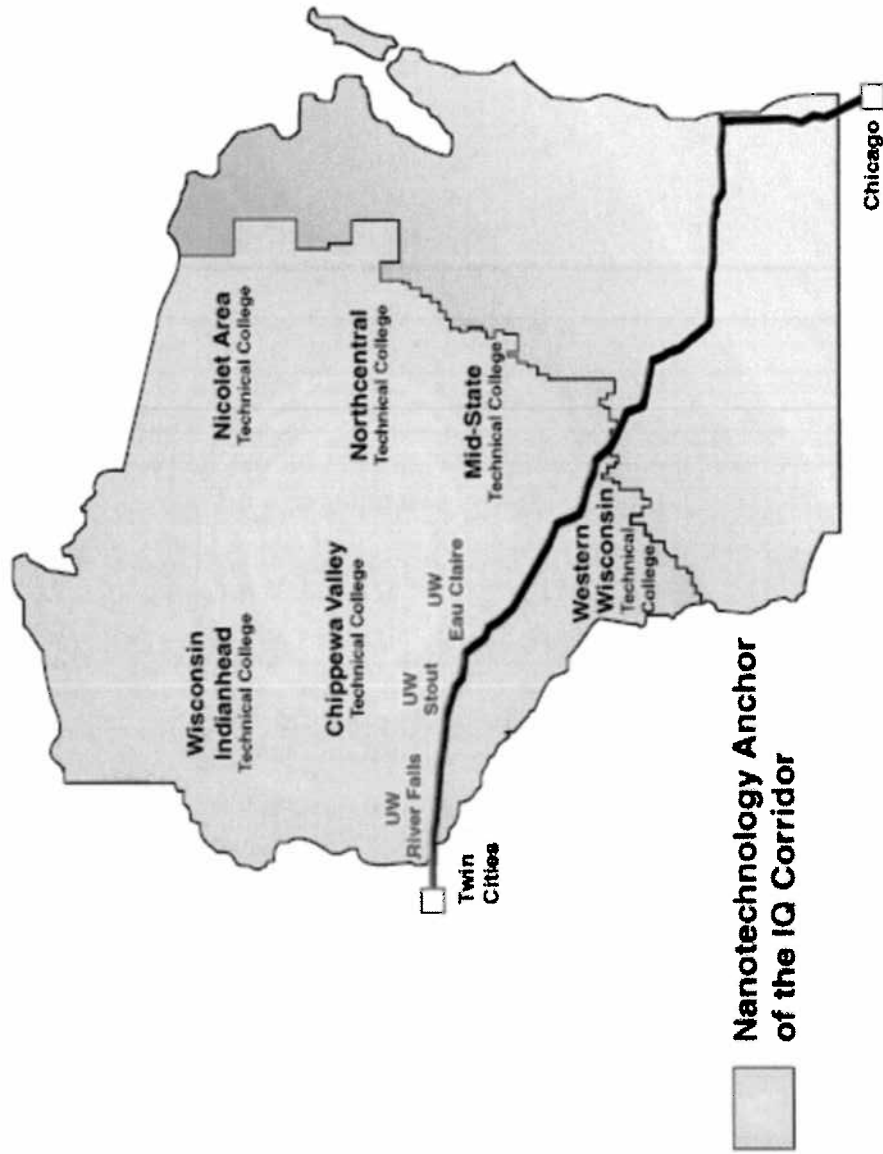 Nicolet Area
Technical College
Wisconsin
Indianhead
Technical College
Northcentral
Technical College
Chippewa Valley
Technical College
Mid-State
Technical College
UW
Eau Claire
UW
Stout
UW
River Falls
Twin
Cities
Western
Wisconsin
Technical
College
Chicago
Nanotechnology Anchor
of the IQ Corridor